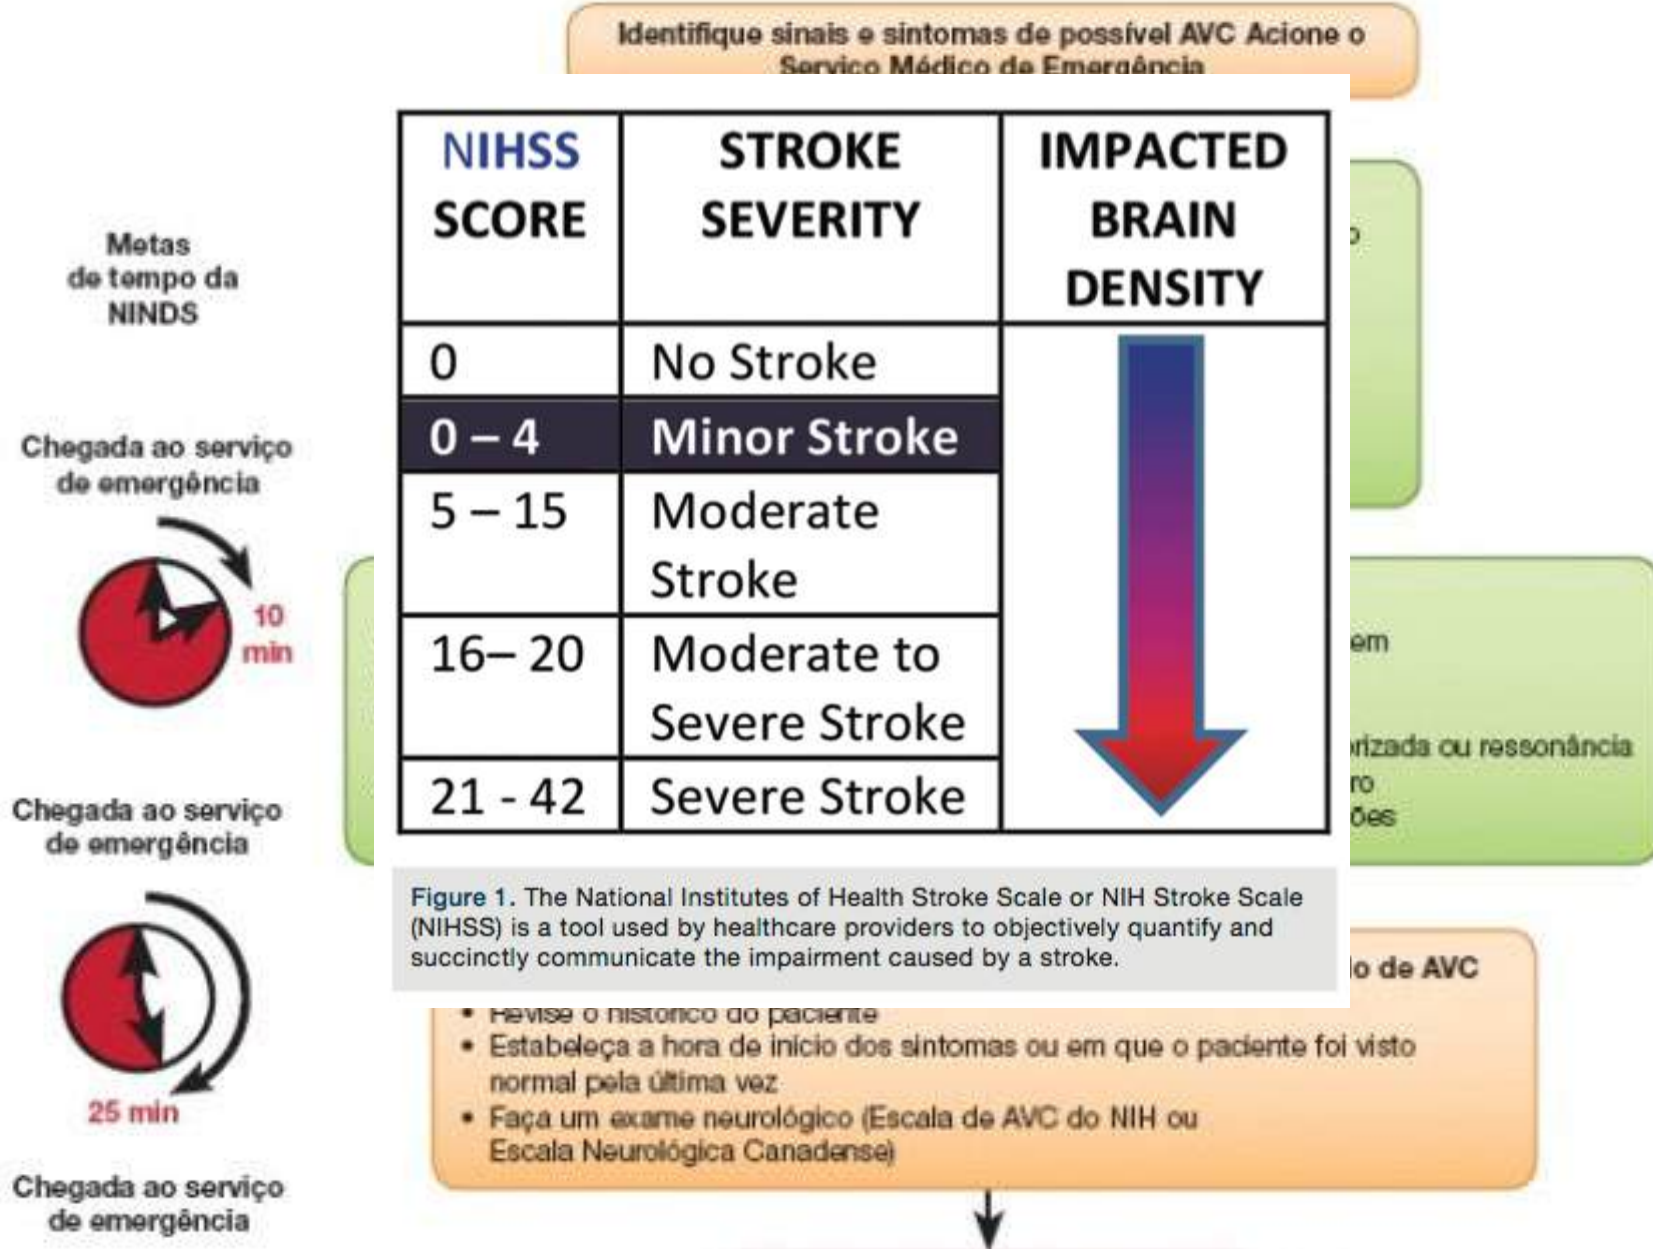 Identifique sinais e sintomas de possível AVC Acione o
Serviço Médico de Emergência
Metas
de tempo da
NINDS
Chegada ao serviço
de emergência
10
min
Chegada ao serviço
de emergência
25 min
Chegada ao serviço
de emergência
NIHSS
SCORE
STROKE
SEVERITY
IMPACTED
BRAIN
DENSITY
0
No Stroke
0 – 4
Minor Stroke
5 – 15
Moderate
Stroke
16– 20
Moderate to
Severe Stroke
21 - 42
Severe Stroke
Figure 1. The National Institutes of Health Stroke Scale or NIH Stroke Scale
(NIHSS) is a tool used by healthcare providers to objectively quantify and
succinctly communicate the impairment caused by a stroke.
em
ou ressonância
de AVC
• Revise o histórico do paciente
• Estabeleça a hora de início dos sintomas ou em que o paciente foi visto
normal pela última vez
• Faça um exame neurológico (Escala de AVC do NIH ou
Escala Neurológica Canadense)